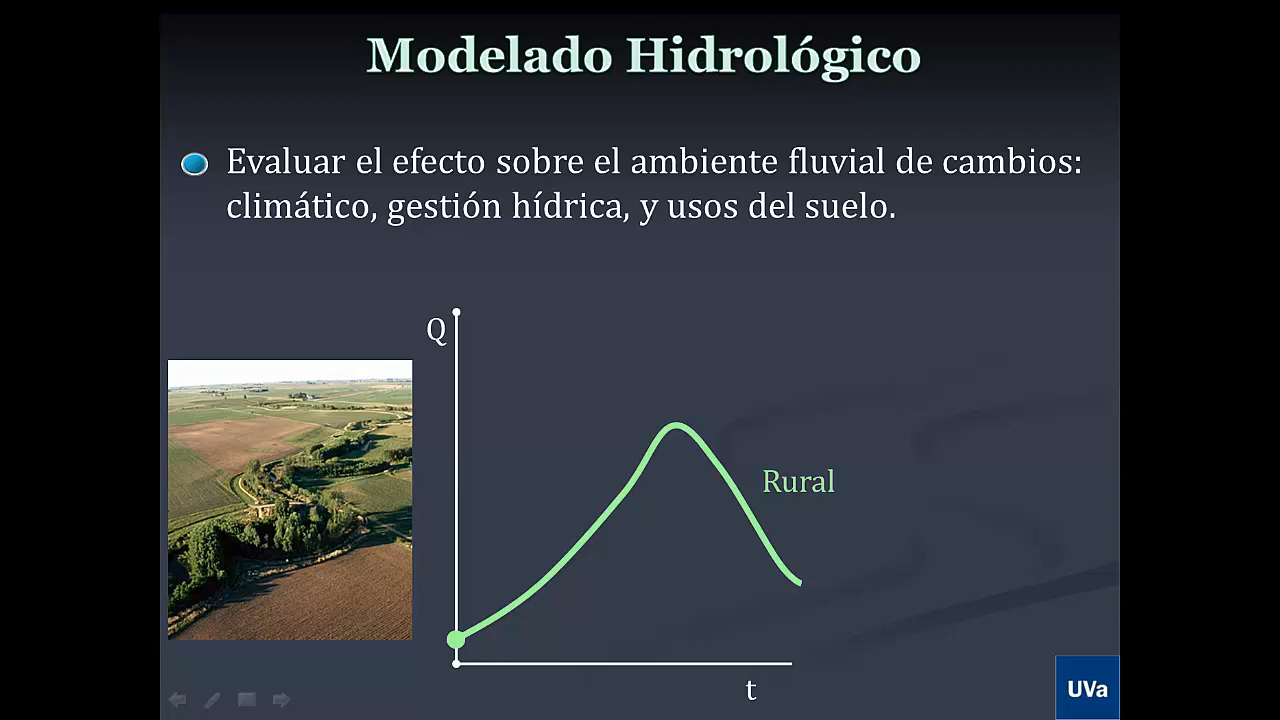 Modelado Hidrológico
Evaluar el efecto sobre el ambiente fluvial de cambios:
climático, gestión hídrica, y usos del suelo.
Q
Rural
t
UVa